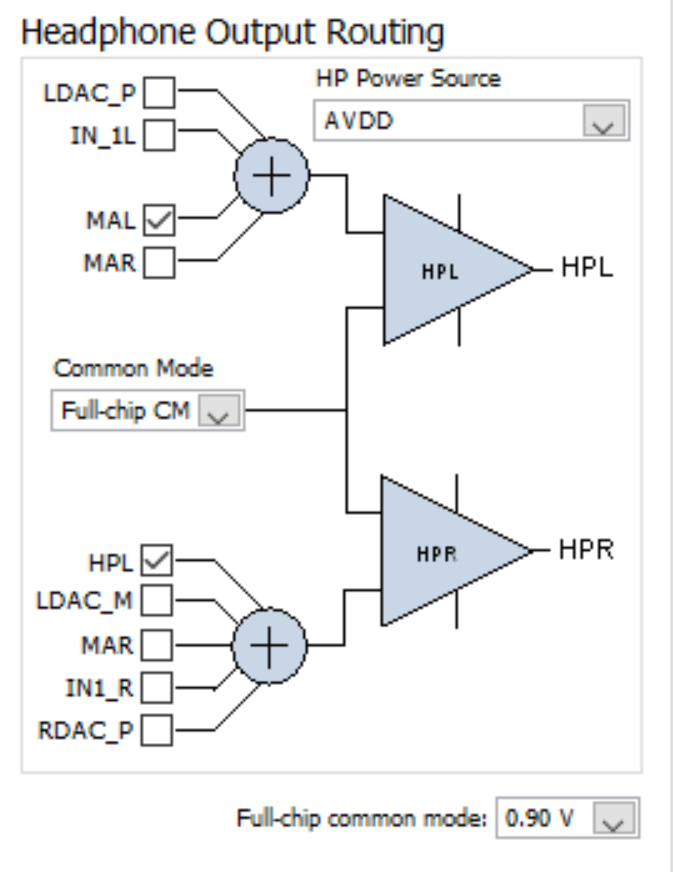 Headphone Output Routing
LDAC_P
HP Power Source
IN_1L
AVDD
MAL
MAR
HPL
HPL
Common Mode
Full-chip CM
HPL
LDAC_M
MAR
IN1_R
RDAC_P
HPR
HPR
Full-chip common mode: 0.90 V